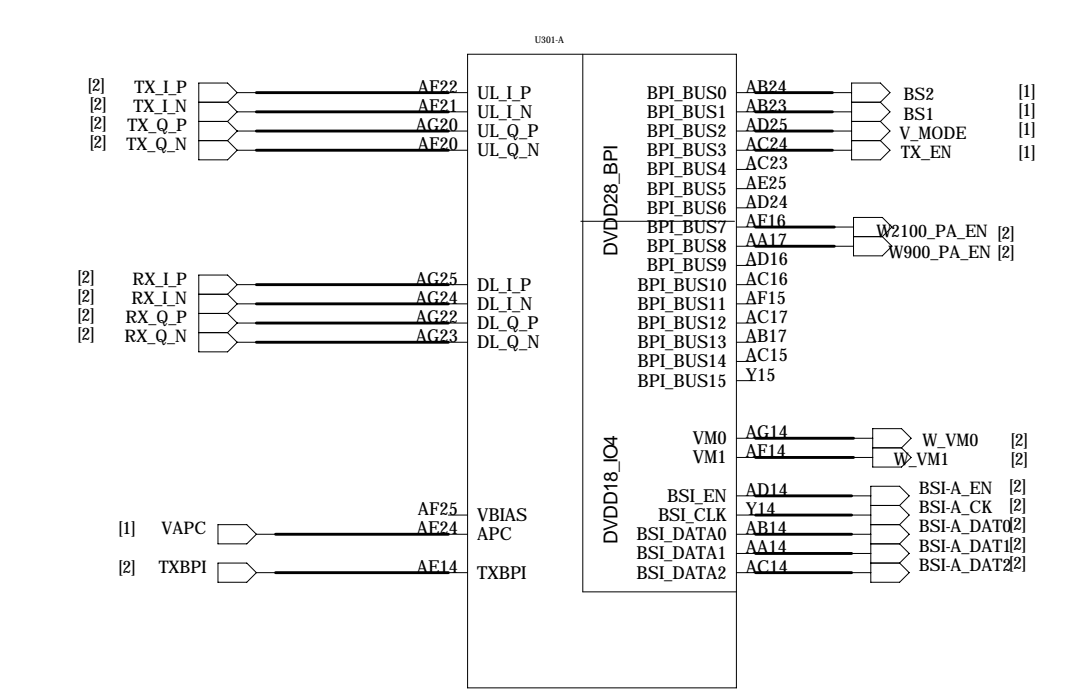 U301-A
[2] TX_I_P AF22 UL_I_P BPI_BUS0 AB24 BS2 [1]
[2] TX_I_N AF21 UL_I_N BPI_BUS1 AB23 BS1 [1]
[2] TX_Q_P AG20 UL_Q_P BPI_BUS2 AD25 V_MODE [1]
[2] TX_Q_N AF20 UL_Q_N BPI_BUS3 AC24 TX_EN [1]
BPI_BUS4 AC23
BPI_BUS5 AE25
BPI_BUS6 AD24
DVDD28_BPI
BPI_BUS7 AF16 W2100_PA_EN [2]
BPI_BUS8 AA17 W900_PA_EN [2]
BPI_BUS9 AD16
[2] RX_I_P AG25 DL_I_P BPI_BUS10 AC16
[2] RX_I_N AG24 DL_I_N BPI_BUS11 AF15
[2] RX_Q_P AG22 DL_Q_P BPI_BUS12 AC17
[2] RX_Q_N AG23 DL_Q_N BPI_BUS13 AB17
BPI_BUS14 AC15
BPI_BUS15 Y15
VM0 AG14 W_VM0 [2]
VM1 AF14 W_VM1 [2]
DVDD18_IO4
BSI_EN AD14 BSI-A_EN [2]
AF25 VBIAS BSI_CLK Y14 BSI-A_CK [2]
[1] VAPC AE24 APC BSI_DATA0 AB14 BSI-A_DAT0 [2]
BSI_DATA1 AA14 BSI-A_DAT1 [2]
[2] TXBPI AE14 TXBPI BSI_DATA2 AC14 BSI-A_DAT2 [2]